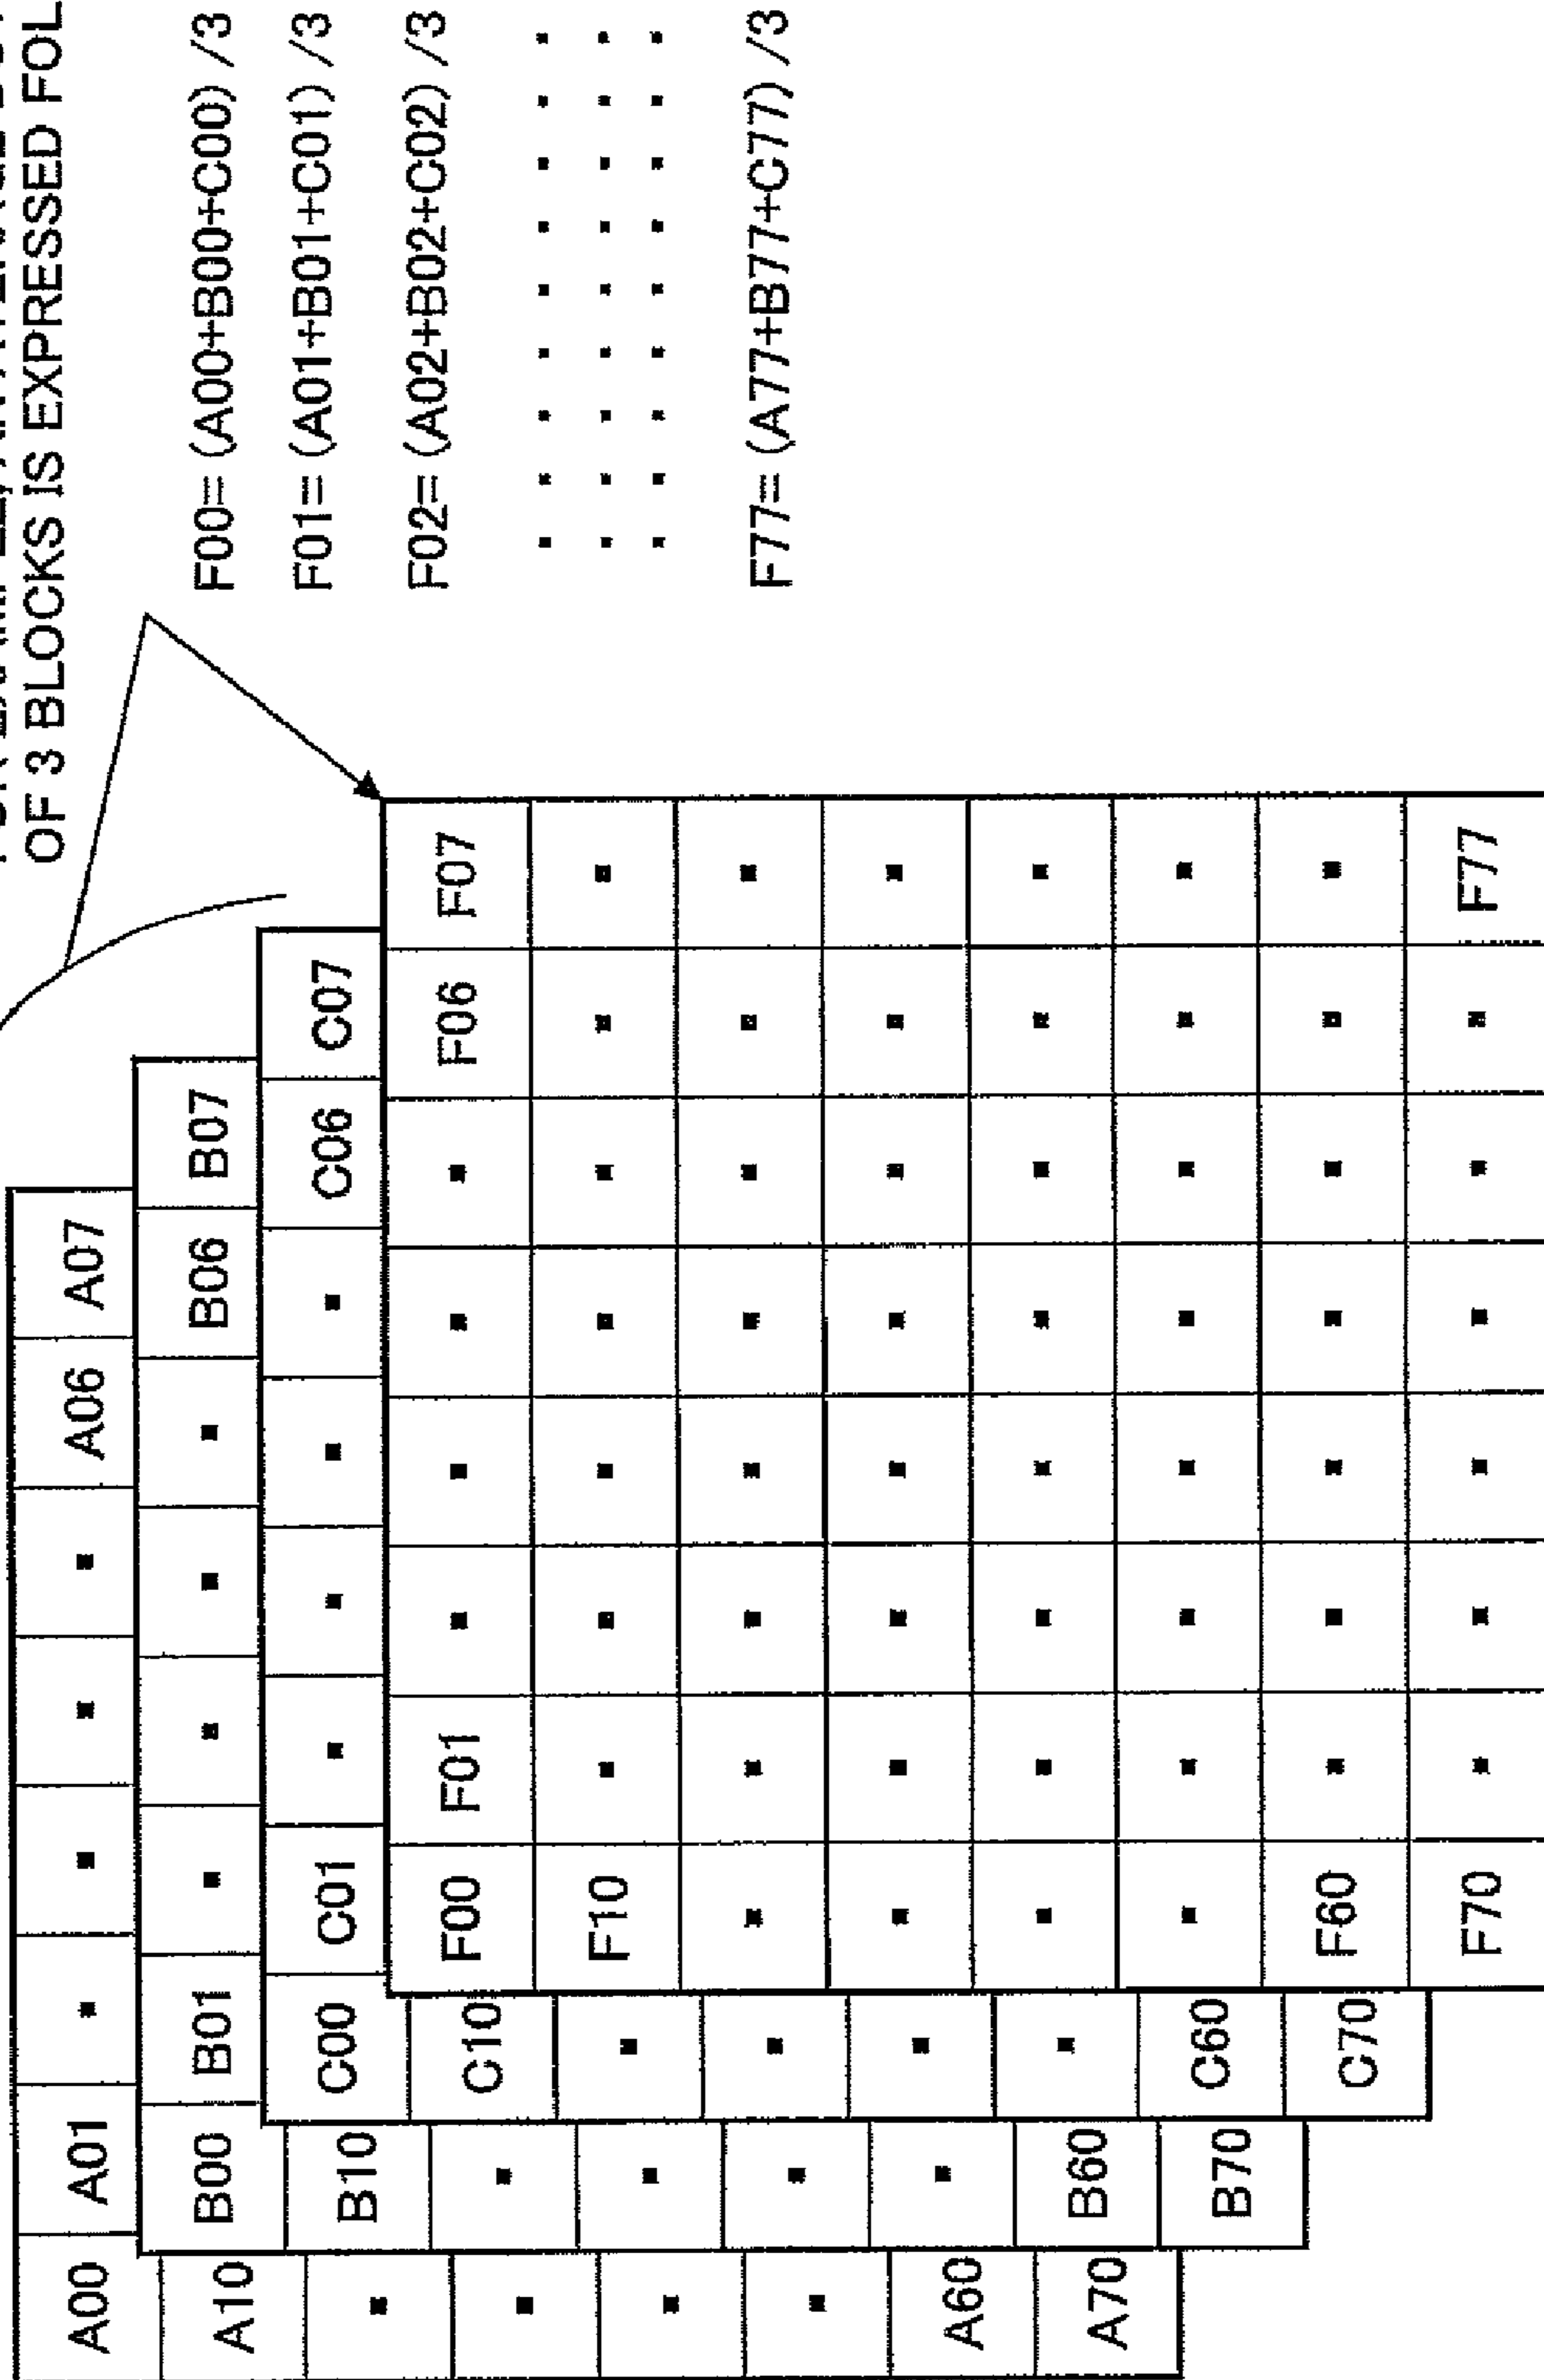 OF 3 BLOCKS IS EXPRESSED FOL
F00=(A00+B00+C00)/3
F01=(A01+B01+C01)/3
F02=(A02+B02+C02)/3
F77=(A77+B77+C77)/3
A00 A01 A06 A07
A10 B00 B01 B06 B07
B10 C00 C01 C06 C07
C10 F00 F01 F06 F07
F10
A60
A70
B60
B70
C60
C70
F60
F70 F77